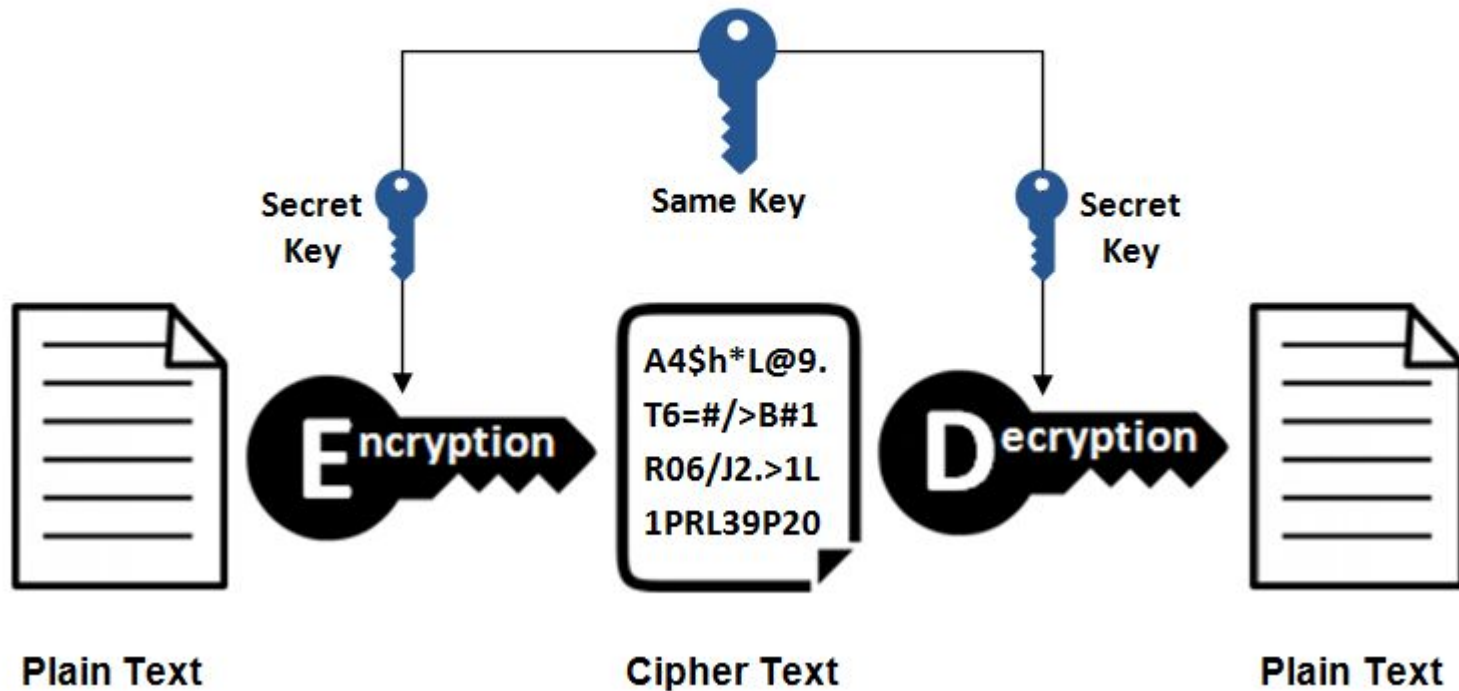 Same Key
Secret
Key
Secret
Key
Encryption
A4$h*L@9.
T6=#/>B#1
R06/J2.>1L
1PRL39P20
Decryption
Plain Text
Cipher Text
Plain Text